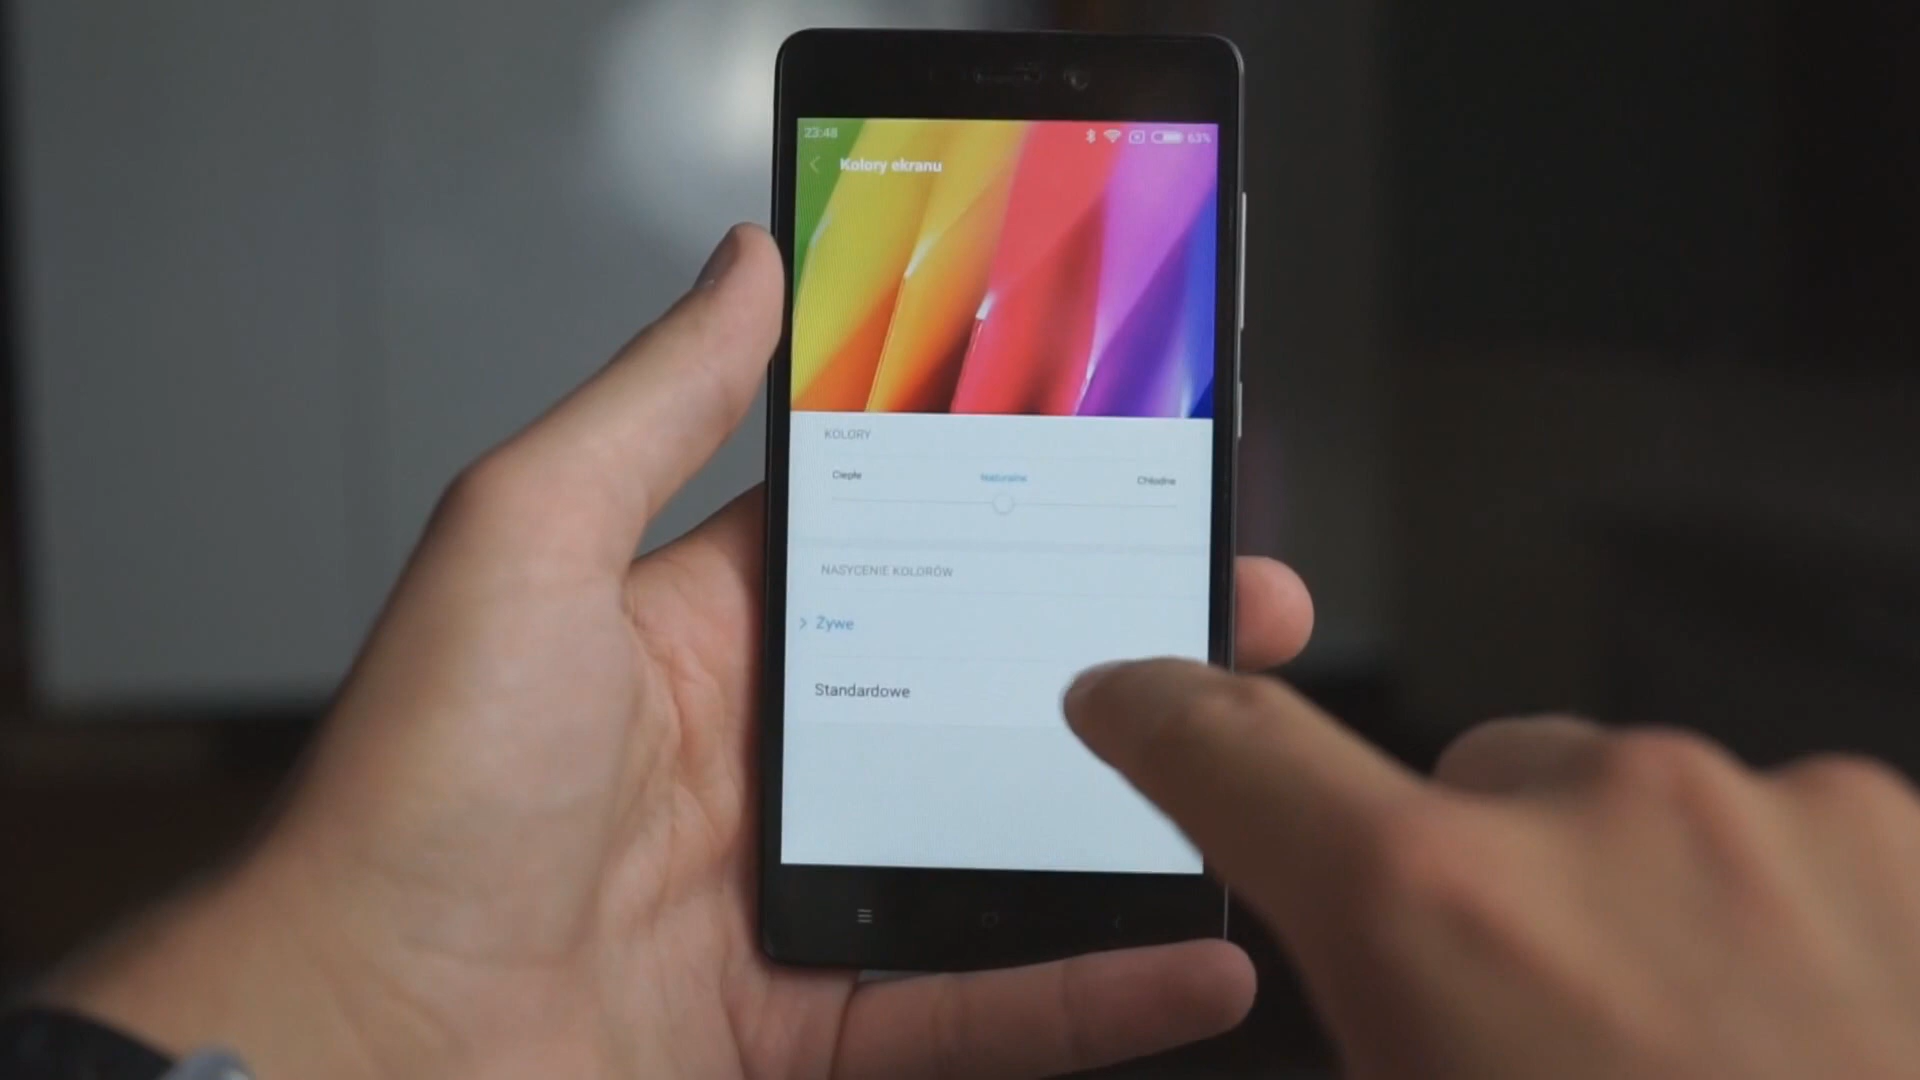 23:48 63%
Kolory ekranu
KOLORY
Ciepłe Naturalne Chłodne
NASYCENIE KOLORÓW
Żywe
Standardowe